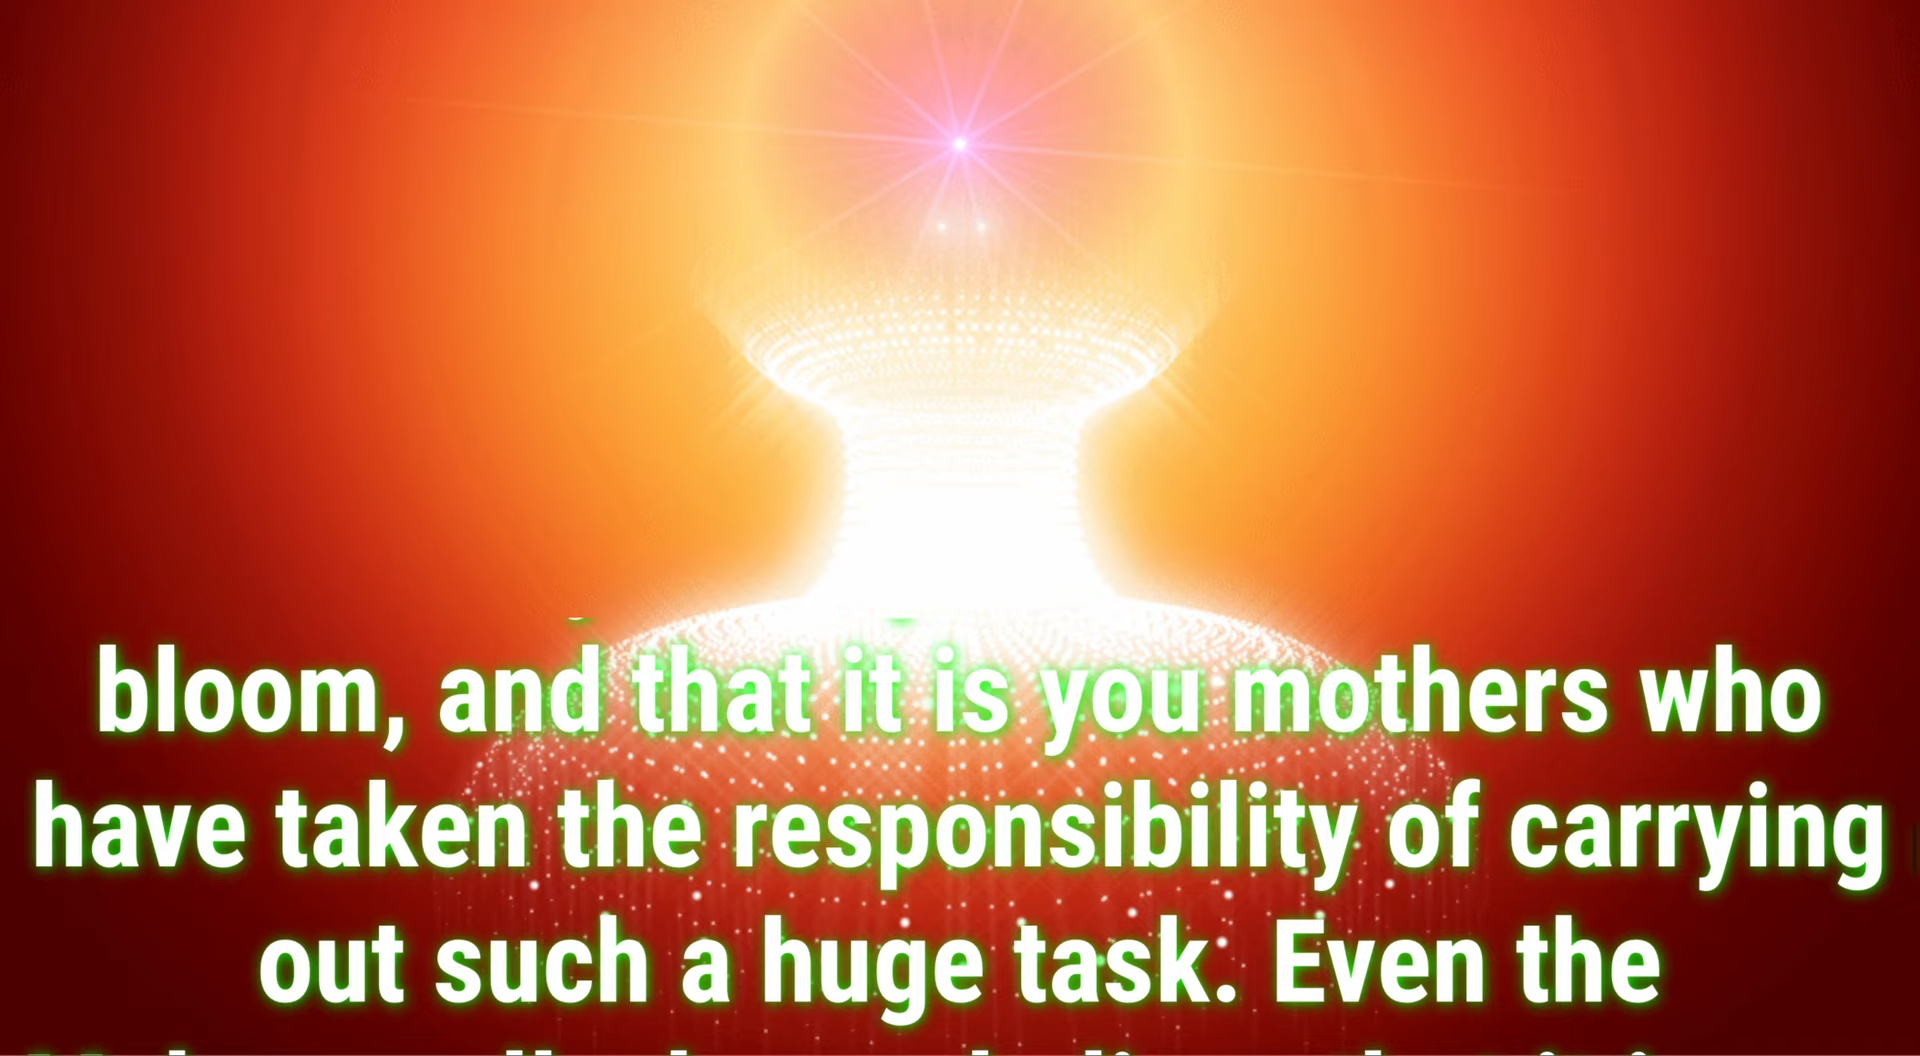 bloom, and that it is you mothers who
have taken the responsibility of carrying
out such a huge task. Even the